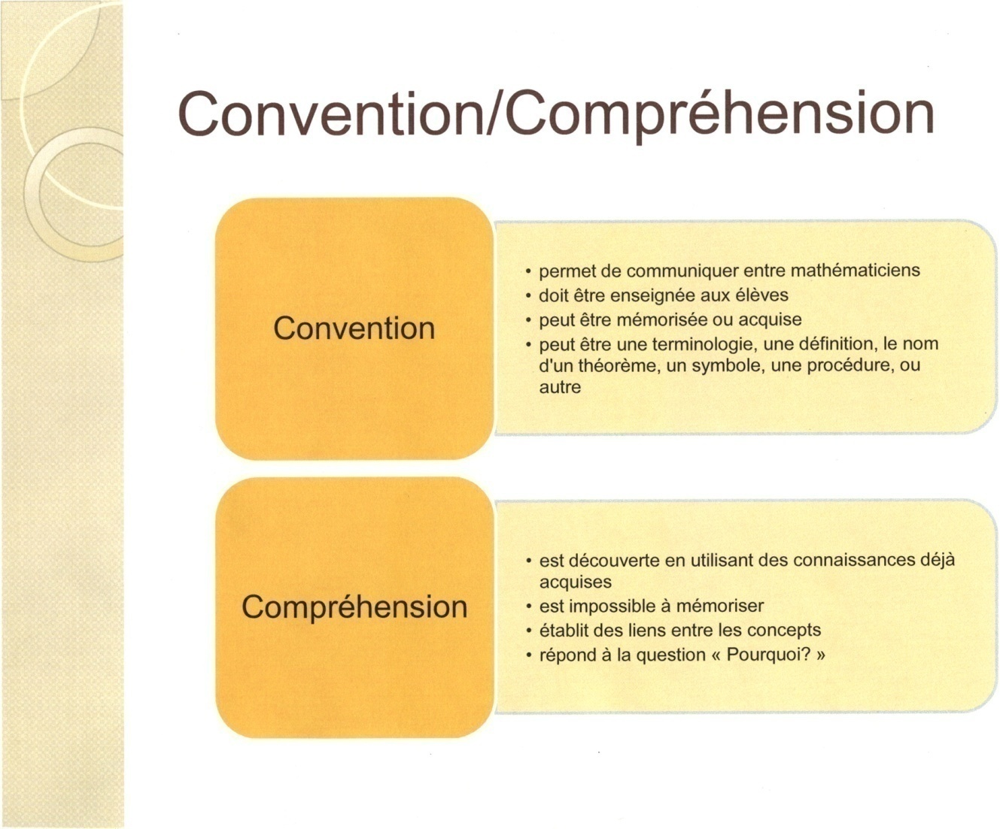 Convention/Compréhension
Convention
• permet de communiquer entre mathématiciens
• doit être enseignée aux élèves
• peut être mémorisée ou acquise
• peut être une terminologie, une définition, le nom
d'un théorème, un symbole, une procédure, ou
autre
Compréhension
• est découverte en utilisant des connaissances déjà
acquises
• est impossible à mémoriser
• établit des liens entre les concepts
• répond à la question « Pourquoi? »